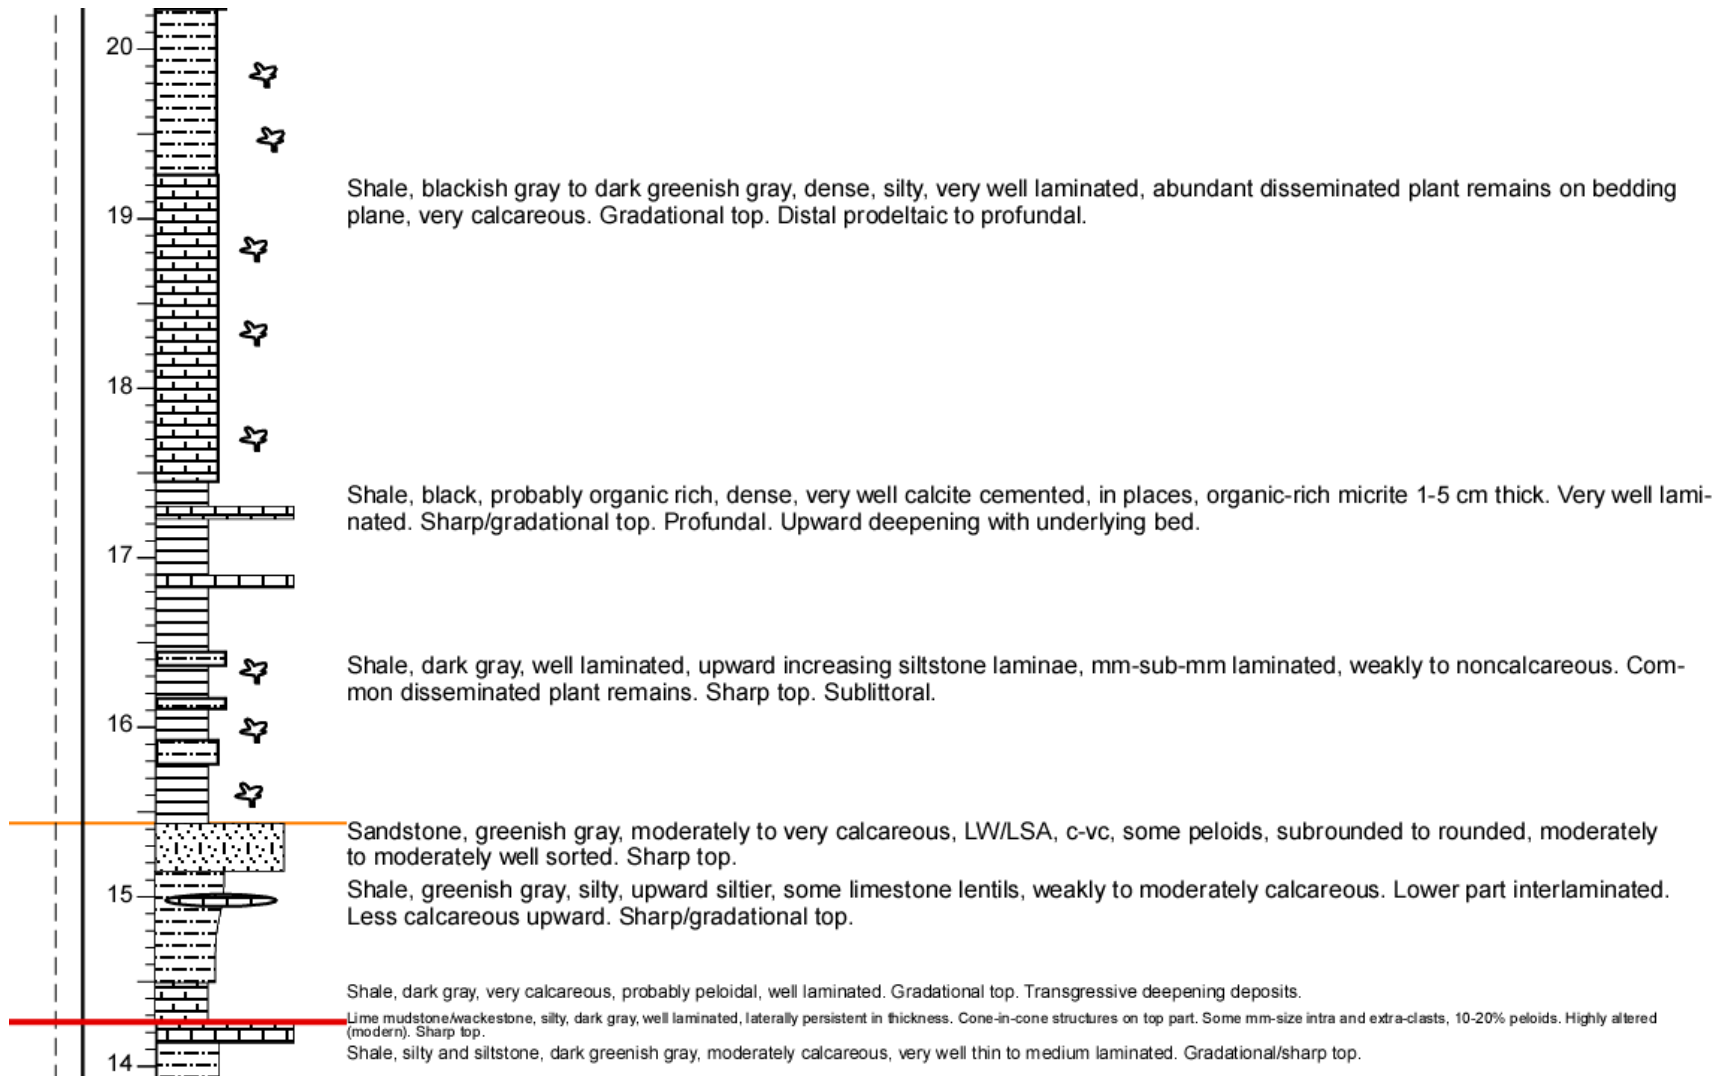 20
19
Shale, blackish gray to dark greenish gray, dense, silty, very well laminated, abundant disseminated plant remains on bedding
plane, very calcareous. Gradational top. Distal prodeltaic to profundal.
18
Shale, black, probably organic rich, dense, very well calcite cemented, in places, organic-rich micrite 1-5 cm thick. Very well lami-
nated. Sharp/gradational top. Profundal. Upward deepening with underlying bed.
17
Shale, dark gray, well laminated, upward increasing siltstone laminae, mm-sub-mm laminated, weakly to noncalcareous. Com-
mon disseminated plant remains. Sharp top. Sublittoral.
16
Sandstone, greenish gray, moderately to very calcareous, LW/LSA, c-vc, some peloids, subrounded to rounded, moderately
to moderately well sorted. Sharp top.
15
Shale, greenish gray, silty, upward siltier, some limestone lentils, weakly to moderately calcareous. Lower part interlaminated.
Less calcareous upward. Sharp/gradational top.
Shale, dark gray, very calcareous, probably peloidal, well laminated. Gradational top. Transgressive deepening deposits.
Lime mudstone/wackestone, silty, dark gray, well laminated, laterally persistent in thickness. Cone-in-cone structures on top part. Some mm-size intra and extra-clasts, 10-20% peloids. Highly altered
(modern). Sharp top.
Shale, silty and siltstone, dark greenish gray, moderately calcareous, very well thin to medium laminated. Gradational/sharp top.
14